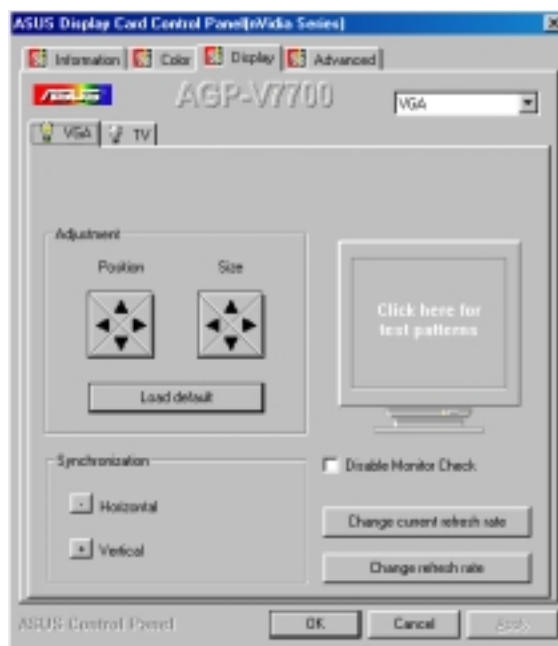 ASUS Display Card Control Panel(nVidia Series)
Information Color Display Advanced
ASUS AGP-V7700 VGA
VGA TV
Adjustment
Position Size
Click here for
test patterns
Load default
Synchronization
Disable Monitor Check
- Horizontal
Change current refresh rate
+ Vertical
Change refresh rate
ASUS Control Panel OK Cancel Apply